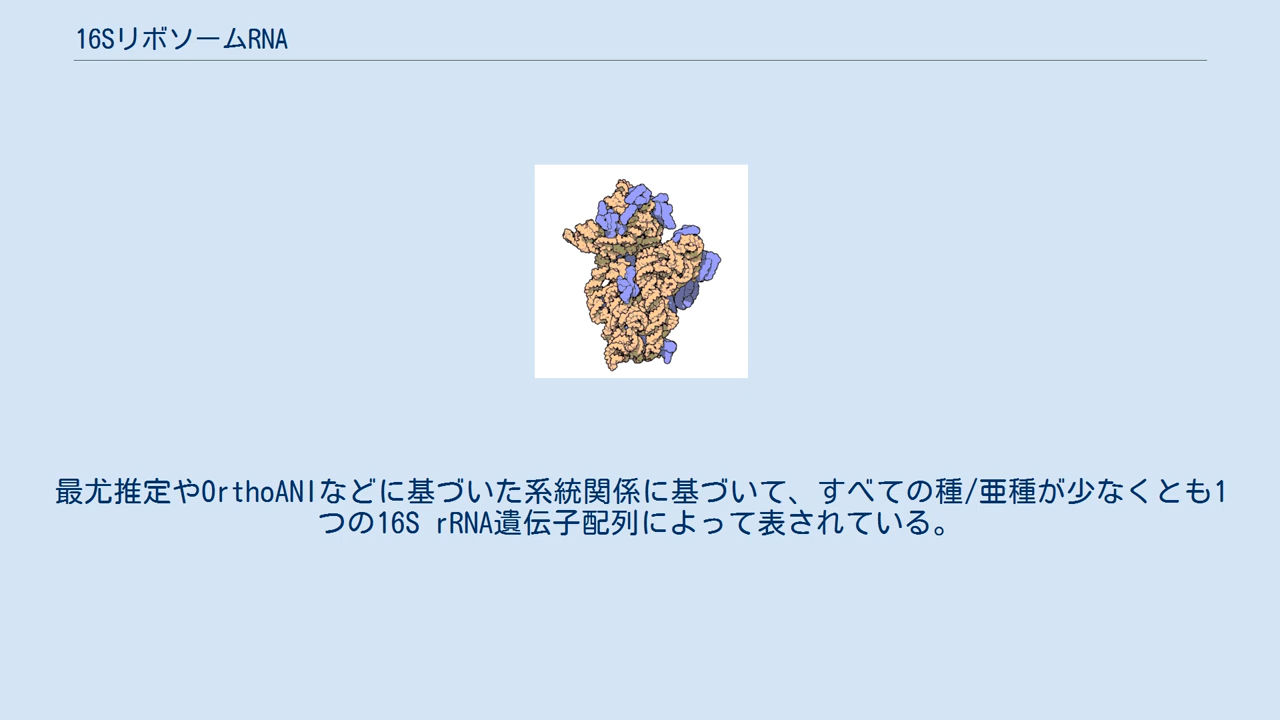 16SリボソームRNA
最尤推定やOrthoANIなどに基づいた系統関係に基づいて、すべての種/亜種が少なくとも1
つの16S rRNA遺伝子配列によって表されている。